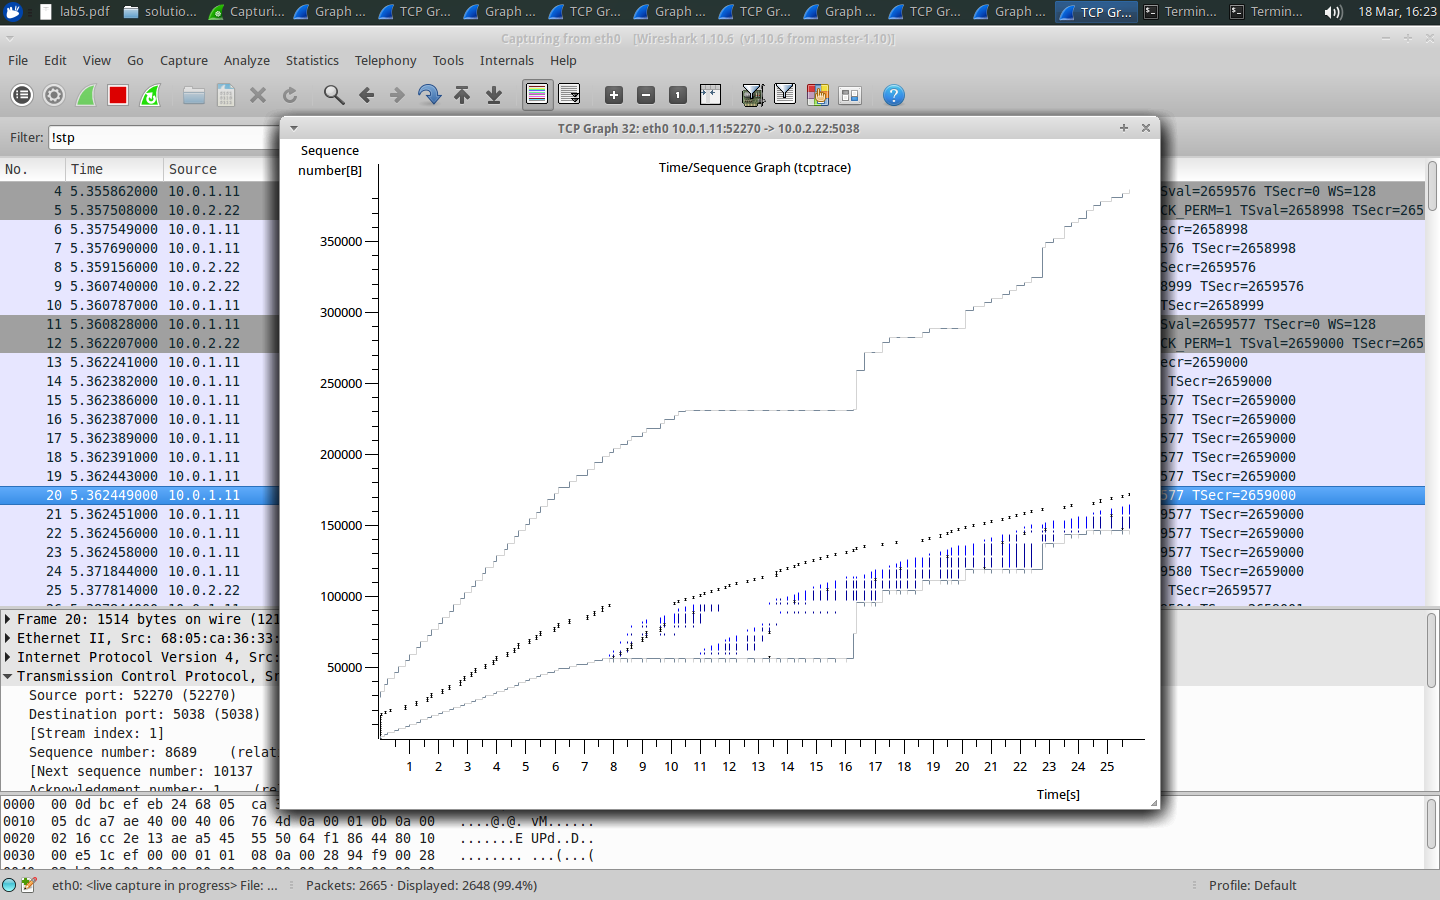 lab5.pdf solutio... Capturi... Graph ... TCP Gr... Graph ... TCP Gr... Graph ... TCP Gr... Graph ... TCP Gr... Graph ... TCP Gr... Termin... Termin... 18 Mar, 16:23
Capturing from eth0 [Wireshark 1.10.6 (v1.10.6 from master-1.10)]
File Edit View Go Capture Analyze Statistics Telephony Tools Internals Help
Filter: !stp
No. Time Source
4 5.355862000 10.0.1.11 Sval=2659576 TSecr=0 WS=128
5 5.357508000 10.0.2.22 CK_PERM=1 TSval=2658998 TSecr=265
6 5.357549000 10.0.1.11 ecr=2658998
7 5.357690000 10.0.1.11 576 TSecr=2658998
8 5.359156000 10.0.2.22 Secr=2659576
9 5.360740000 10.0.2.22 8999 TSecr=2659576
10 5.360787000 10.0.1.11 TSecr=2658999
11 5.360828000 10.0.1.11 Sval=2659577 TSecr=0 WS=128
12 5.362207000 10.0.2.22 CK_PERM=1 TSval=2659000 TSecr=265
13 5.362241000 10.0.1.11 ecr=2659000
14 5.362382000 10.0.1.11 TSecr=2659000
15 5.362386000 10.0.1.11 577 TSecr=2659000
16 5.362387000 10.0.1.11 577 TSecr=2659000
17 5.362389000 10.0.1.11 577 TSecr=2659000
18 5.362391000 10.0.1.11 577 TSecr=2659000
19 5.362443000 10.0.1.11 577 TSecr=2659000
20 5.362449000 10.0.1.11 577 TSecr=2659000
21 5.362451000 10.0.1.11 9577 TSecr=2659000
22 5.362456000 10.0.1.11 9577 TSecr=2659000
23 5.362458000 10.0.1.11 9577 TSecr=2659000
24 5.371844000 10.0.1.11 9580 TSecr=2659000
25 5.377814000 10.0.2.22 TSecr=2659577
TCP Graph 32: eth0 10.0.1.11:52270 -> 10.0.2.22:5038
Sequence
number[B]
Time/Sequence Graph (tcptrace)
350000
300000
250000
200000
150000
100000
50000
1 2 3 4 5 6 7 8 9 10 11 12 13 14 15 16 17 18 19 20 21 22 23 24 25
Time[s]
Frame 20: 1514 bytes on wire (121
Ethernet II, Src: 68:05:ca:36:33:
Internet Protocol Version 4, Src:
Transmission Control Protocol, Sr
Source port: 52270 (52270)
Destination port: 5038 (5038)
[Stream index: 1]
Sequence number: 8689 (relati
[Next sequence number: 10137
Acknowledgment number: 1 (re
0000 00 0d bc ef eb 24 68 05 ca 3
0010 05 dc a7 ae 40 00 40 06 76 4d 0a 00 01 0b 0a 00 ....@.@. vM......
0020 02 16 cc 2e 13 ae a5 45 55 50 64 f1 86 44 80 10 .......E UPd..D..
0030 00 e5 1c ef 00 00 01 01 08 0a 00 28 94 f9 00 28 ........ ...(...(
eth0: <live capture in progress> File: ... Packets: 2665 · Displayed: 2648 (99.4%) Profile: Default